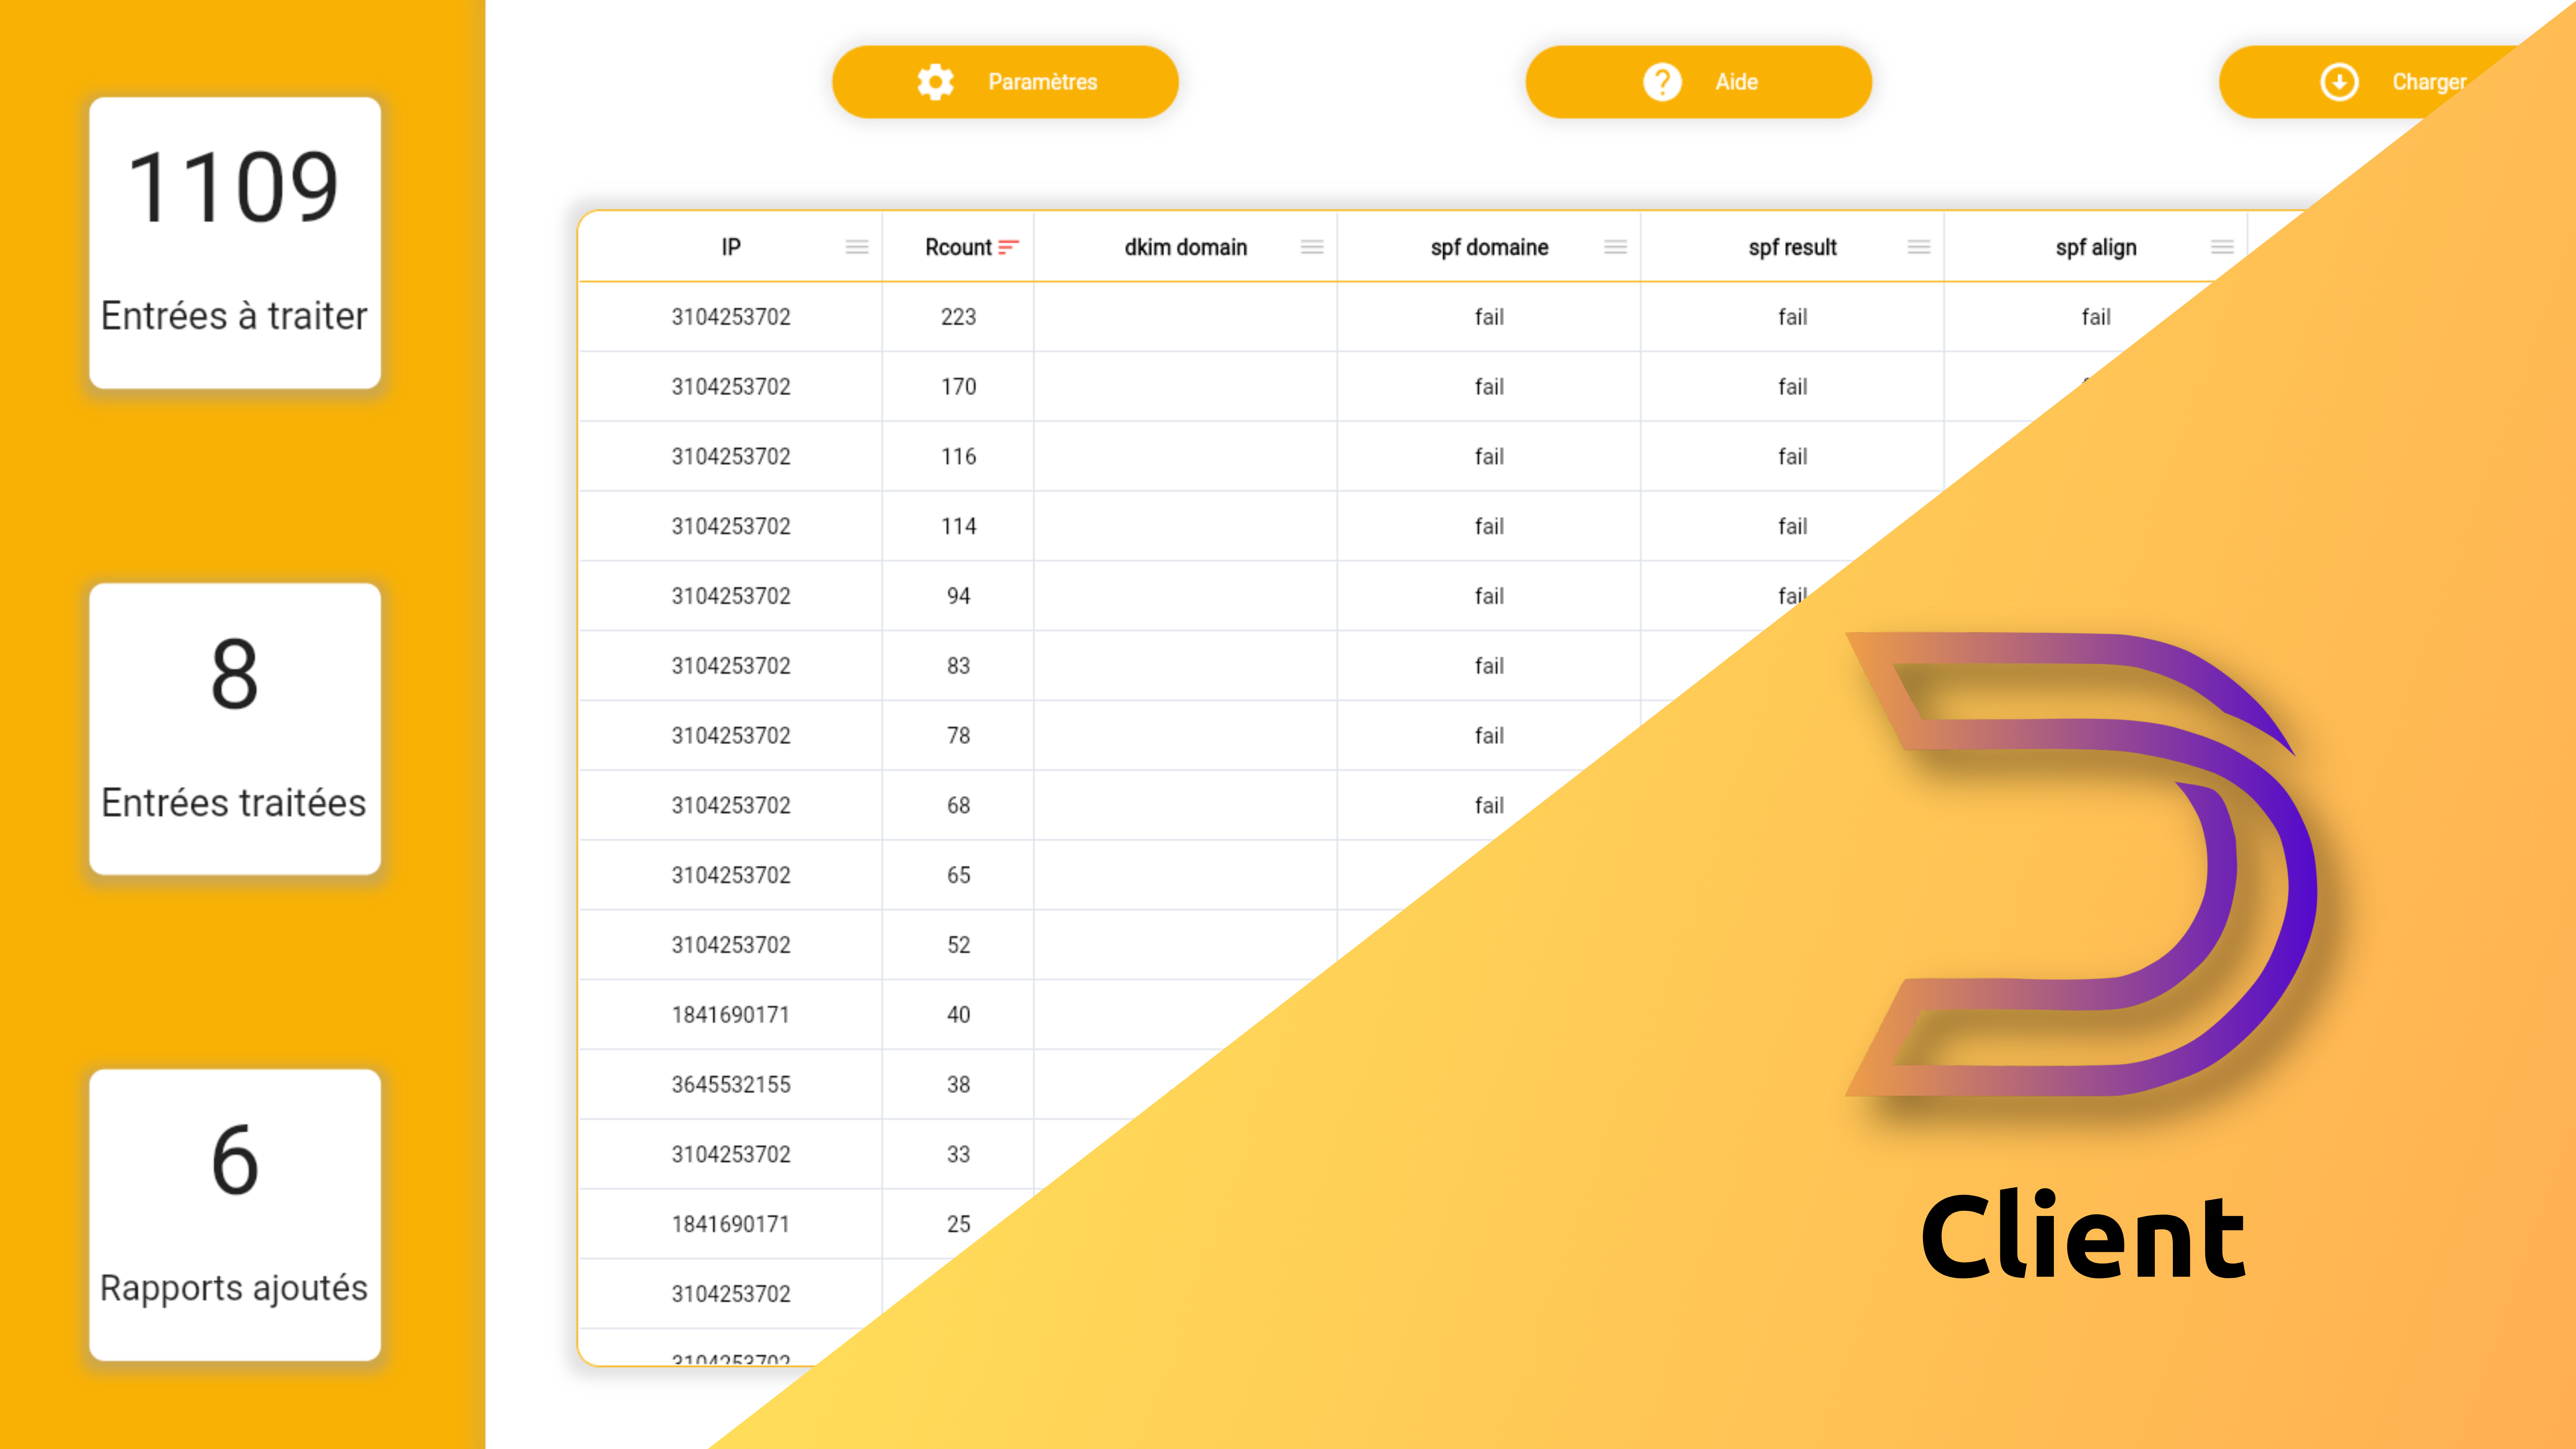 1109
Entrées à traiter
8
Entrées traitées
6
Rapports ajoutés
Paramètres
Aide
Charger
IP Rcount dkim domain spf domaine spf result spf align
3104253702 223 fail fail fail
3104253702 170 fail fail
3104253702 116 fail fail
3104253702 114 fail fail
3104253702 94 fail fail
3104253702 83 fail
3104253702 78 fail
3104253702 68 fail
3104253702 65
3104253702 52
1841690171 40
3645532155 38
3104253702 33
1841690171 25
3104253702
3104253702
Client